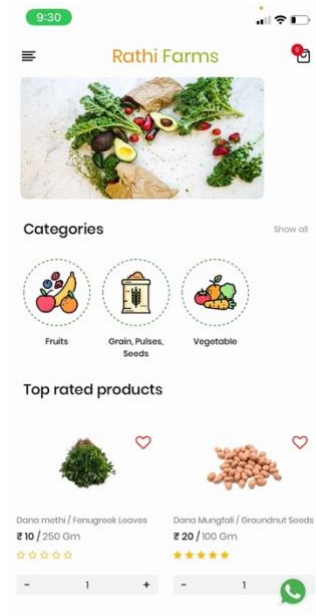 9:30
Rathi Farms
0
Categories
Show all
Fruits
Grain, Pulses,
Seeds
Vegetable
Top rated products
Dana methi / Fenugreek Leaves
₹ 10 / 250 Gm
Dana Mungfali / Groundnut Seeds
₹ 20 / 100 Gm
- 1 +
- 1